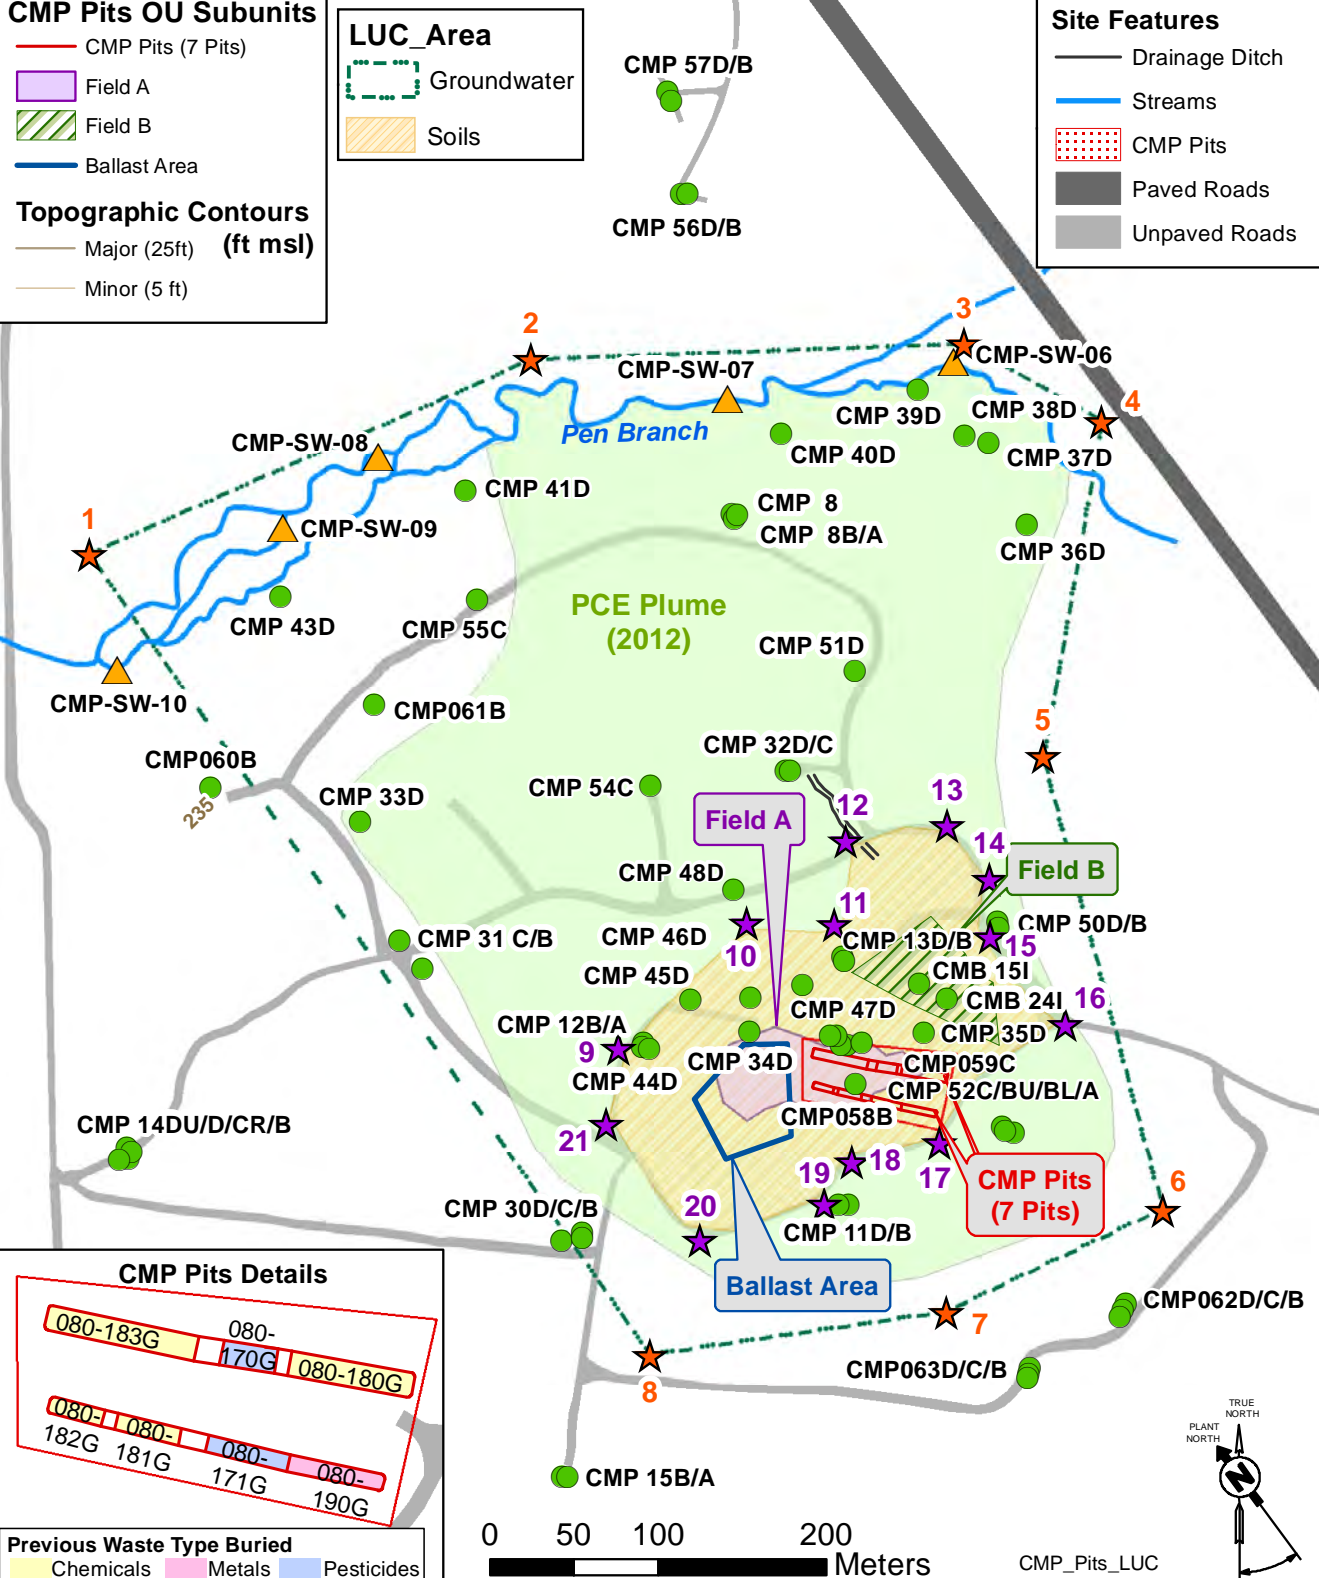 CMP Pits OU Subunits
CMP Pits (7 Pits)
Field A
Field B
Ballast Area
Topographic Contours
(ft msl)
Major (25ft)
Minor (5 ft)
LUC_Area
Groundwater
Soils
Site Features
Drainage Ditch
Streams
CMP Pits
Paved Roads
Unpaved Roads
CMP 57D/B
CMP 56D/B
2
3
CMP-SW-06
CMP-SW-07
4
CMP 39D
CMP 38D
Pen Branch
CMP-SW-08
CMP 40D
CMP 37D
CMP 41D
CMP 8
CMP 8B/A
1
CMP-SW-09
CMP 36D
PCE Plume
(2012)
CMP 43D
CMP 55C
CMP 51D
CMP-SW-10
CMP061B
5
CMP 32D/C
CMP060B
235
CMP 33D
CMP 54C
Field A
12
13
14
Field B
CMP 48D
11
CMP 50D/B
CMP 46D
10
CMP 13D/B
15
CMP 31 C/B
CMP 45D
CMB 15I
CMB 24I
16
CMP 47D
CMP 12B/A
9
CMP 35D
CMP 34D
CMP059C
CMP 44D
CMP 52C/BU/BL/A
CMP058B
CMP 14DU/D/CR/B
21
19
18
17
CMP Pits
(7 Pits)
6
CMP 30D/C/B
20
CMP 11D/B
Ballast Area
CMP062D/C/B
7
8
CMP063D/C/B
CMP 15B/A
CMP Pits Details
080-183G
080-
170G
080-180G
080-
182G
080-
181G
080-
171G
080-
190G
Previous Waste Type Buried
Chemicals
Metals
Pesticides
0
50
100
200
Meters
CMP_Pits_LUC
TRUE
NORTH
PLANT
NORTH
N